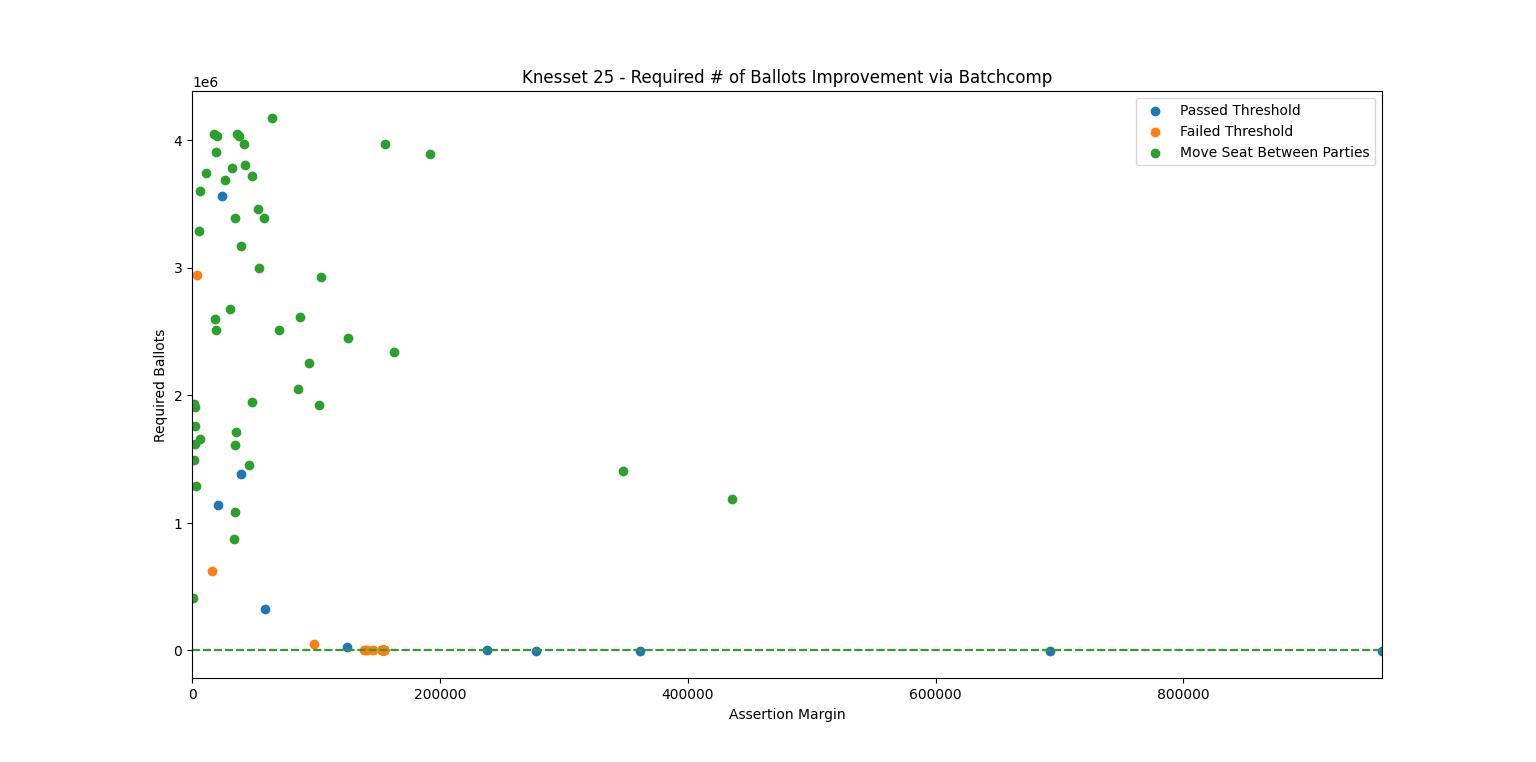 Knesset 25 - Required # of Ballots Improvement via Batchcomp
1e6
Passed Threshold
Failed Threshold
Move Seat Between Parties
4
3
2
1
0
Required Ballots
0
200000
400000
600000
800000
Assertion Margin